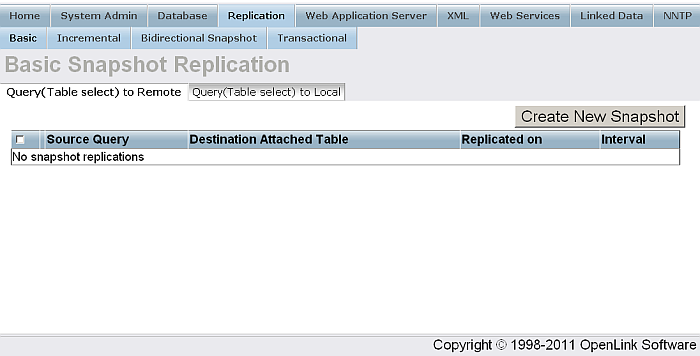 Home System Admin Database Replication Web Application Server XML Web Services Linked Data NNTP
Basic Incremental Bidirectional Snapshot Transactional
Basic Snapshot Replication
Query(Table select) to Remote Query(Table select) to Local
Create New Snapshot
Source Query Destination Attached Table Replicated on Interval
No snapshot replications
Copyright © 1998-2011 OpenLink Software